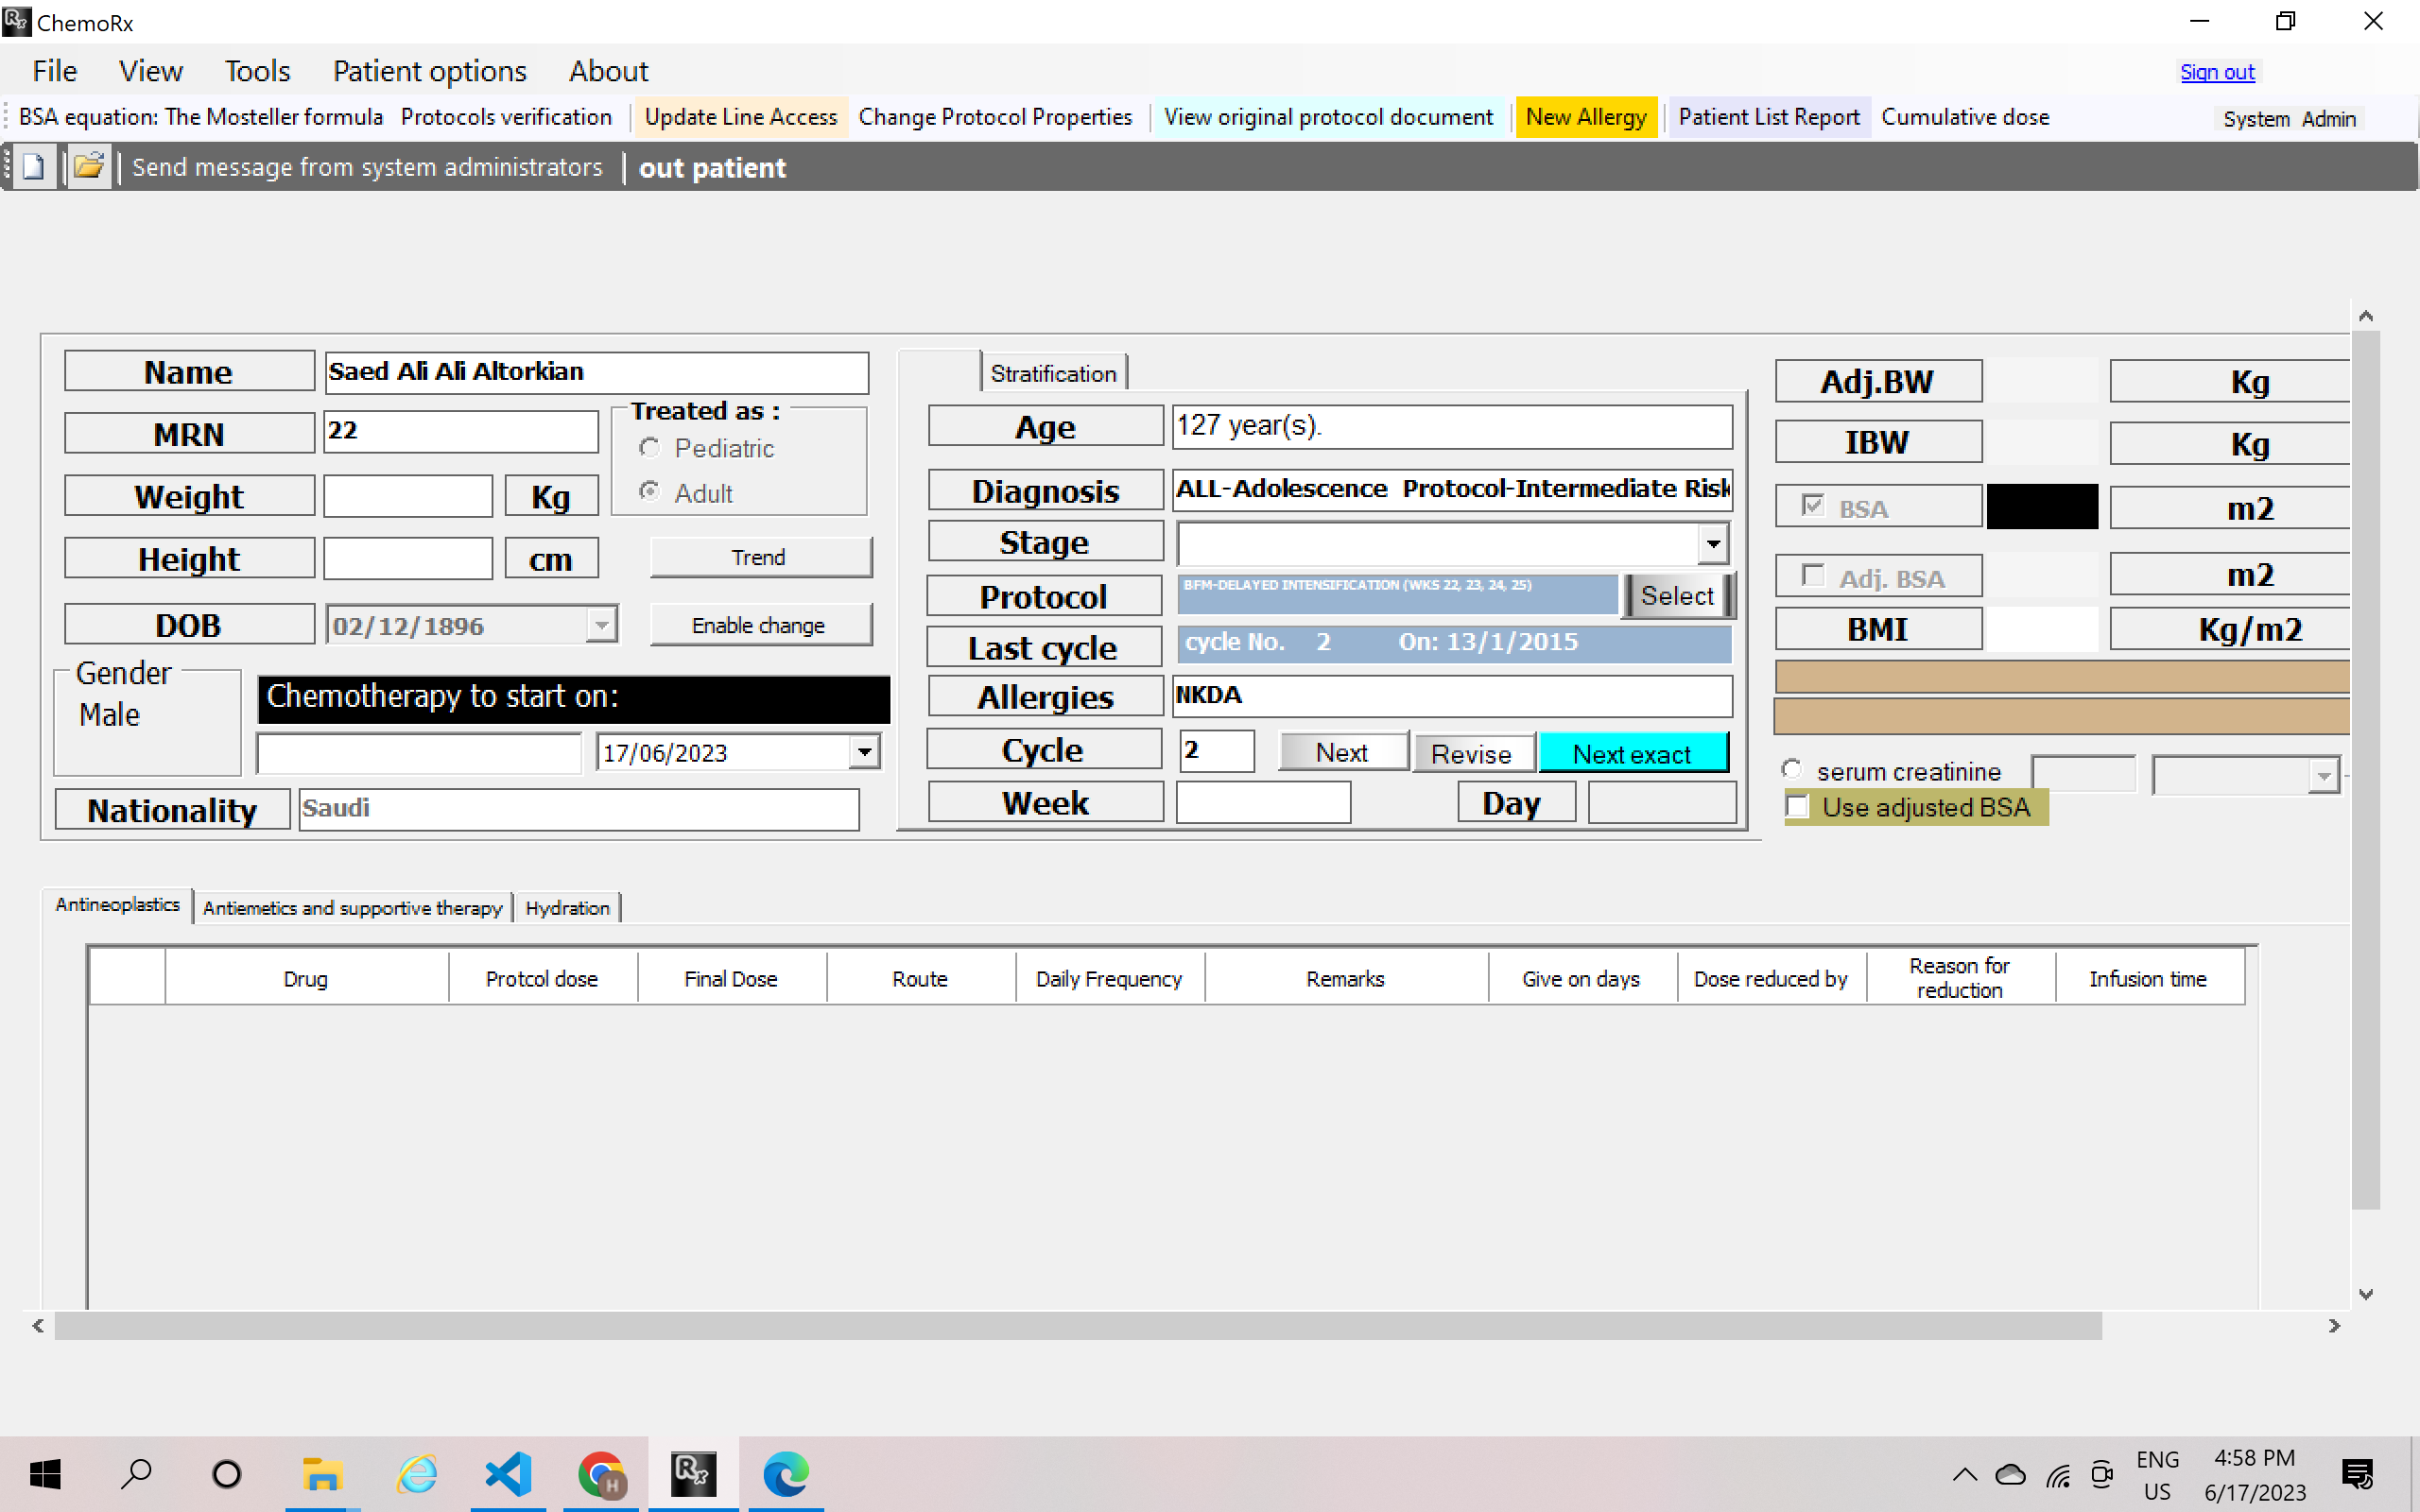 ChemoRx
File View Tools Patient options About Sign out
BSA equation: The Mosteller formula Protocols verification Update Line Access Change Protocol Properties View original protocol document New Allergy Patient List Report Cumulative dose System Admin
Send message from system administrators out patient
Name Saed Ali Ali Altorkian
MRN 22
Treated as :
Pediatric
Adult
Weight Kg
Height cm
Trend
DOB 02/12/1896
Enable change
Gender
Male
Chemotherapy to start on:
17/06/2023
Nationality Saudi
Stratification
Age 127 year(s).
Diagnosis ALL-Adolescence Protocol-Intermediate Risk
Stage
Protocol BFM-DELAYED INTENSIFICATION (WKS 22, 23, 24, 25) Select
Last cycle cycle No. 2 On: 13/1/2015
Allergies NKDA
Cycle 2 Next Revise Next exact
Week Day
Adj.BW Kg
IBW Kg
BSA m2
Adj. BSA m2
BMI Kg/m2
serum creatinine
Use adjusted BSA
Antineoplastics Antiemetics and supportive therapy Hydration
Drug Protcol dose Final Dose Route Daily Frequency Remarks Give on days Dose reduced by Reason for reduction Infusion time
Rx H
ENG
US
4:58 PM
6/17/2023